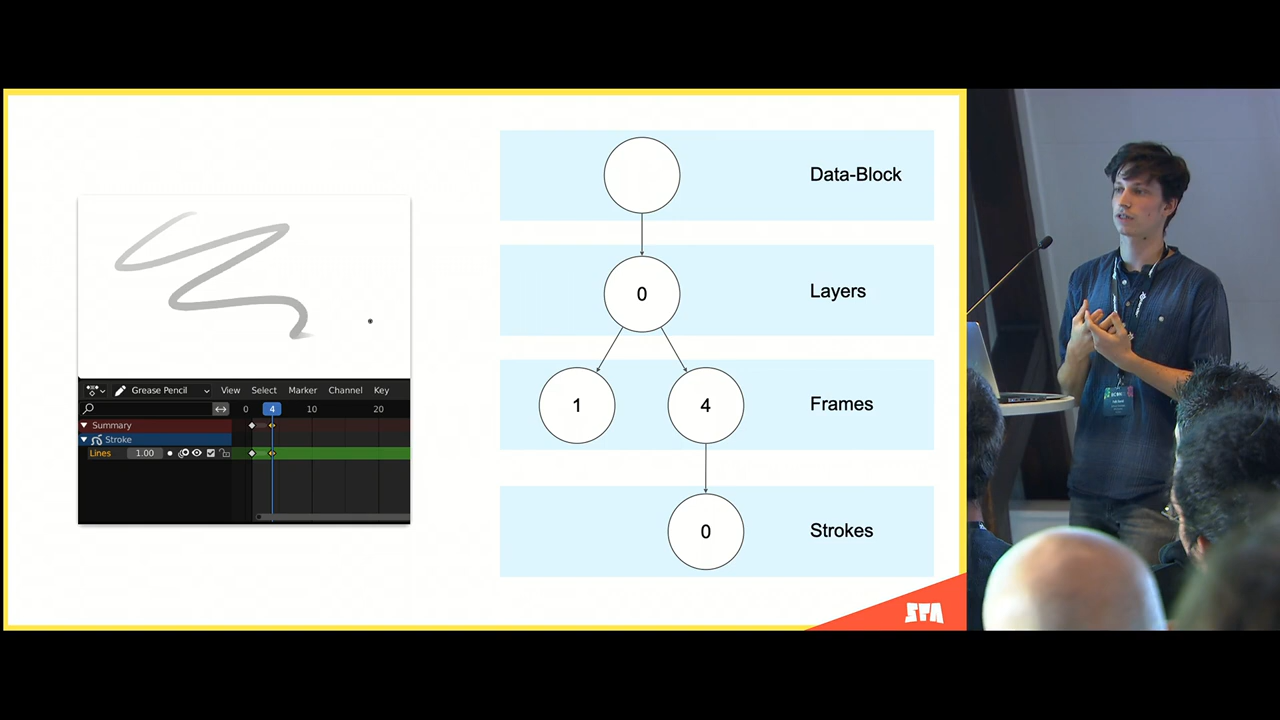 Data-Block
0
Layers
1
4
Frames
0
Strokes
Grease Pencil
View
Select
Marker
Channel
Key
0
4
10
20
Summary
Stroke
Lines
1.00
SFA